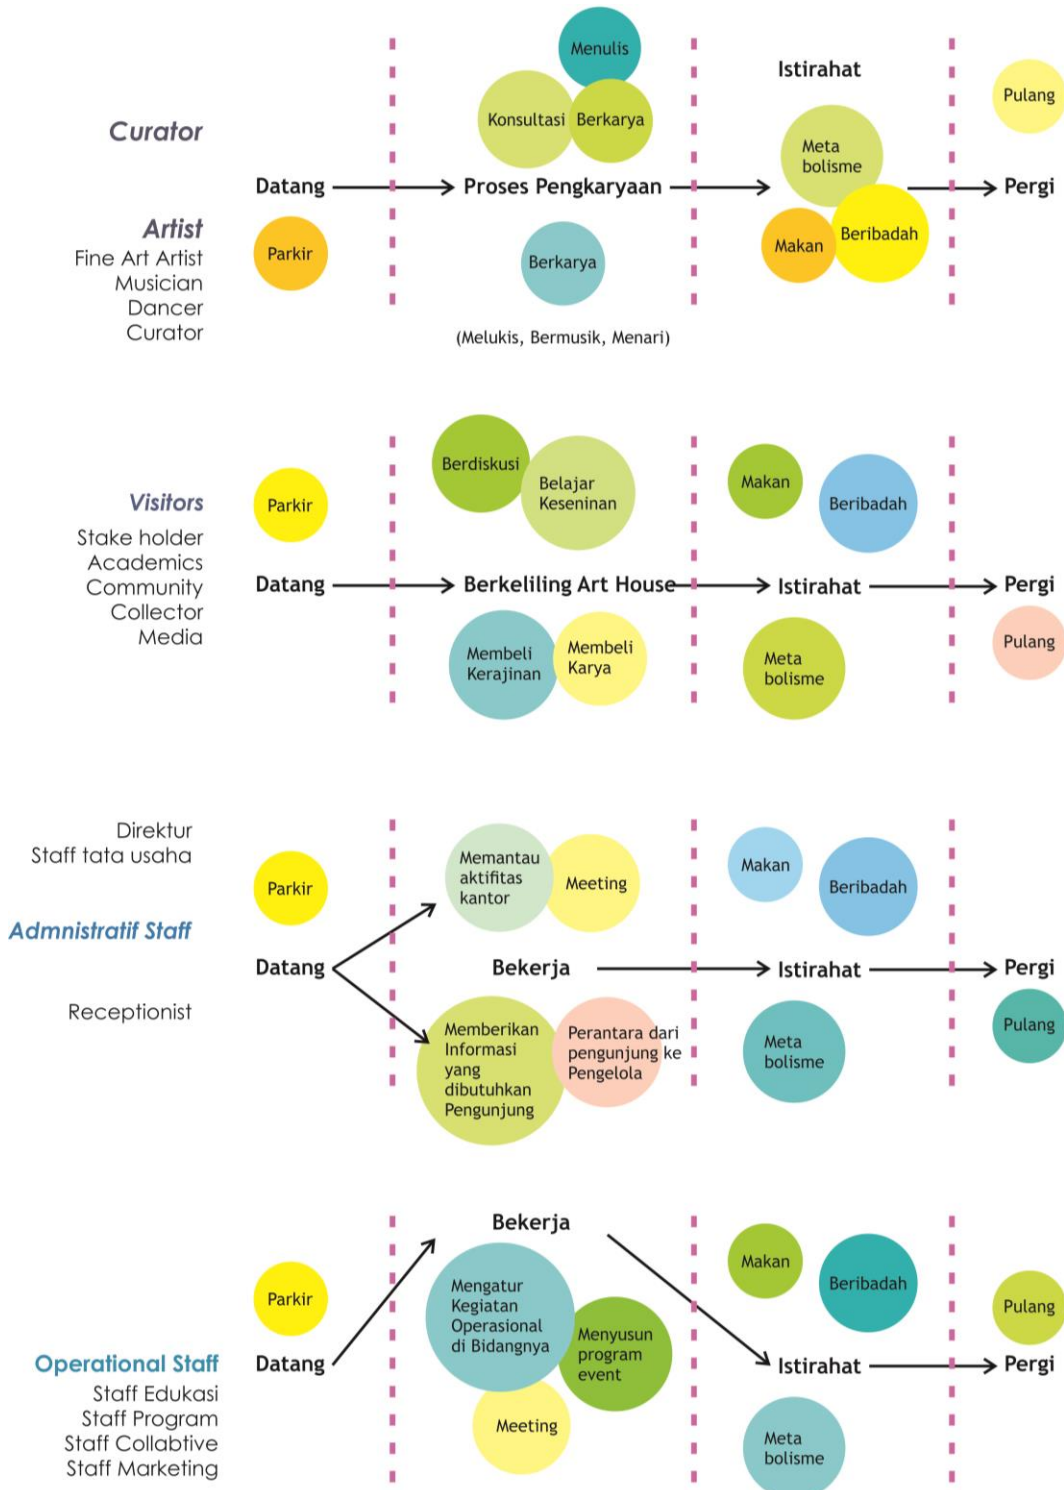 Menulis
Istirahat
Pulang
Konsultasi
Berkarya
Curator
Meta
bolisme
Datang
Proses Pengkaryaan
Pergi
Artist
Parkir
Makan
Beribadah
Fine Art Artist
Berkarya
Musician
Dancer
Curator
(Melukis, Bermusik, Menari)
Berdiskusi
Belajar
Keseninan
Makan
Beribadah
Visitors
Parkir
Stake holder
Academics
Community
Collector
Media
Datang
Berkeliling Art House
Istirahat
Pergi
Membeli
Kerajinan
Membeli
Karya
Meta
bolisme
Pulang
Direktur
Staff tata usaha
Parkir
Memantau
aktifitas
kantor
Meeting
Makan
Beribadah
Admnistratif Staff
Datang
Bekerja
Istirahat
Pergi
Receptionist
Memberikan
Informasi
yang
dibutuhkan
Pengunjung
Perantara dari
pengunjung ke
Pengelola
Meta
bolisme
Pulang
Bekerja
Makan
Beribadah
Parkir
Mengatur
Kegiatan
Operasional
di Bidangnya
Menyusun
program
event
Pulang
Operational Staff
Datang
Istirahat
Pergi
Staff Edukasi
Staff Program
Staff Collabtive
Staff Marketing
Meeting
Meta
bolisme